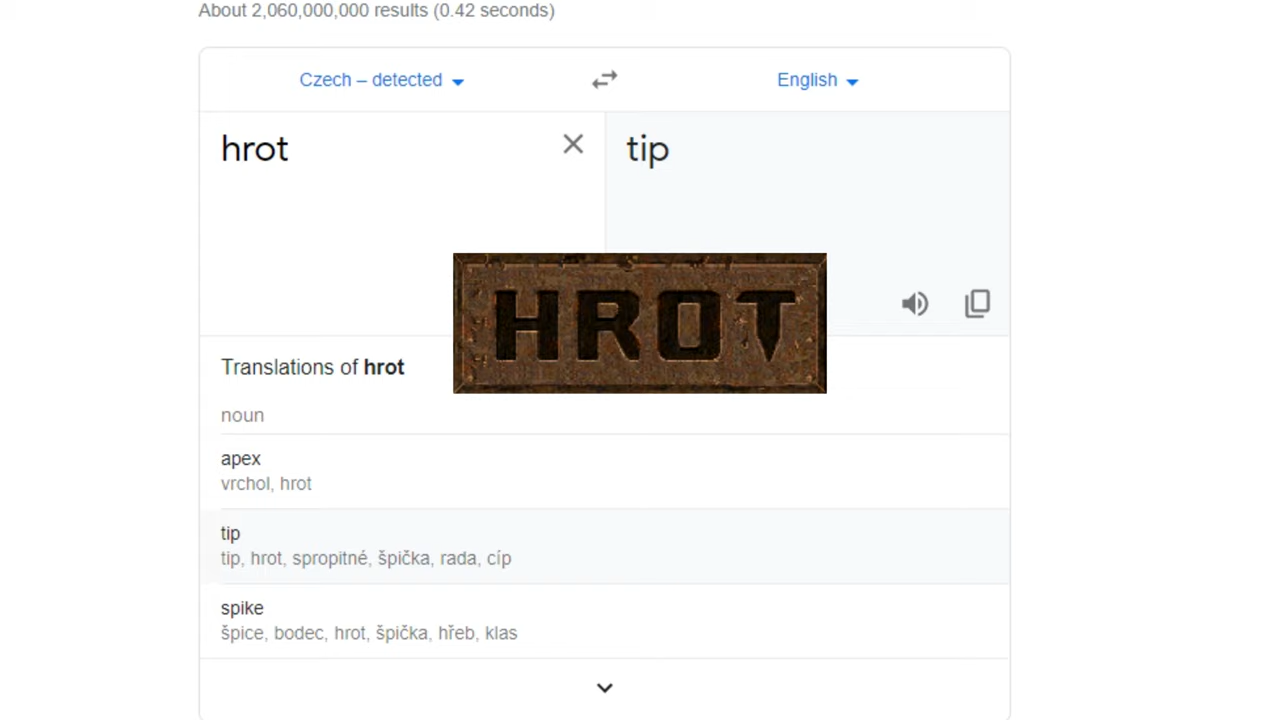 About 2,060,000,000 results (0.42 seconds)
Czech – detected
English
hrot
tip
HROT
Translations of hrot
noun
apex
vrchol, hrot
tip
tip, hrot, spropitné, špička, rada, cíp
spike
špice, bodec, hrot, špička, hřeb, klas